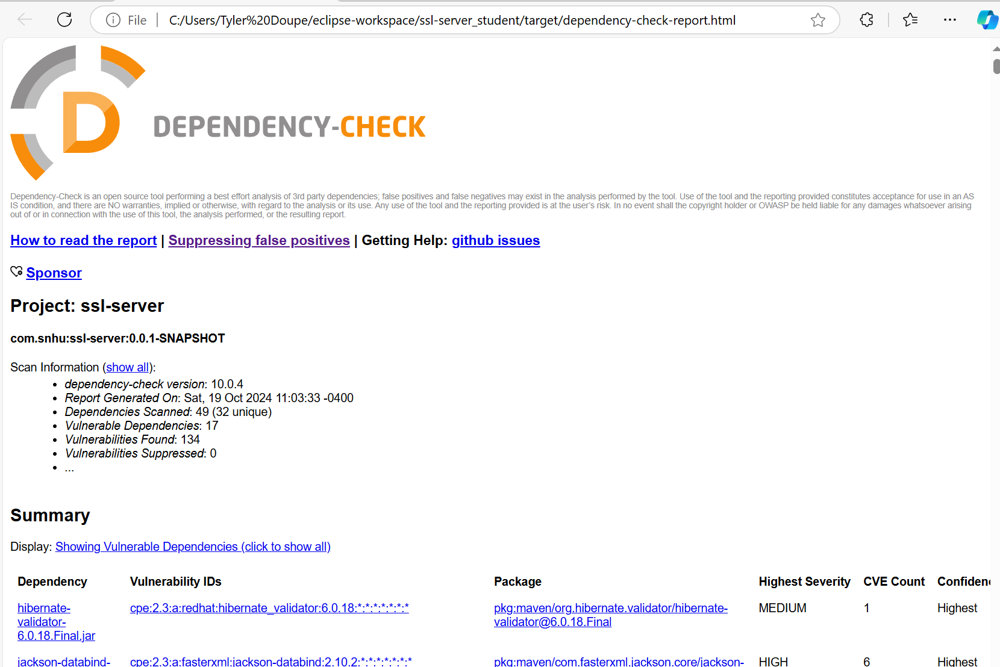 File C:/Users/Tyler%20Doupe/eclipse-workspace/ssl-server_student/target/dependency-check-report.html
D
DEPENDENCY-CHECK
Dependency-Check is an open source tool performing a best effort analysis of 3rd party dependencies; false positives and false negatives may exist in the analysis performed by the tool. Use of the tool and the reporting provided constitutes acceptance for use in an AS
IS condition, and there are NO warranties, implied or otherwise, with regard to the analysis or its use. Any use of the tool and the reporting provided is at the user's risk. In no event shall the copyright holder or OWASP be held liable for any damages whatsoever arising
out of or in connection with the use of this tool, the analysis performed, or the resulting report.
How to read the report | Suppressing false positives | Getting Help: github issues
Sponsor
Project: ssl-server
com.snhu:ssl-server:0.0.1-SNAPSHOT
Scan Information (show all):
• dependency-check version: 10.0.4
• Report Generated On: Sat, 19 Oct 2024 11:03:33 -0400
• Dependencies Scanned: 49 (32 unique)
• Vulnerable Dependencies: 17
• Vulnerabilities Found: 134
• Vulnerabilities Suppressed: 0
• ...
Summary
Display: Showing Vulnerable Dependencies (click to show all)
Dependency Vulnerability IDs Package Highest Severity CVE Count Confiden
hibernate- cpe:2.3:a:redhat:hibernate_validator:6.0.18:*:*:*:*:*:*:* pkg:maven/org.hibernate.validator/hibernate- MEDIUM 1 Highest
validator- validator@6.0.18.Final
6.0.18.Final.jar
jackson-databind- cpe:2.3:a:fasterxml:jackson-databind:2.10.2:*:*:*:*:*:*:* pkg:maven/com.fasterxml.jackson.core/jackson- HIGH 6 Highest